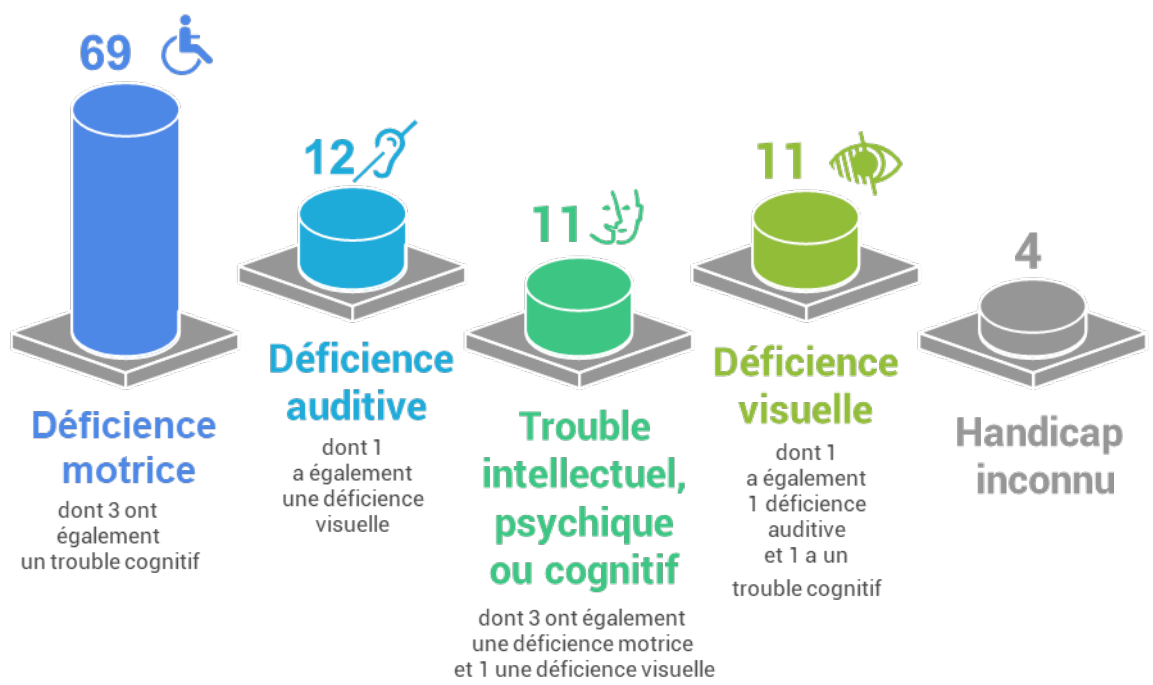 69
Déficience
motrice
dont 3 ont
également
un trouble cognitif
12
Déficience
auditive
dont 1
a également
une déficience
visuelle
11
Trouble
intellectuel,
psychique
ou cognitif
dont 3 ont également
une déficience motrice
et 1 une déficience visuelle
11
Déficience
visuelle
dont 1
a également
1 déficience
auditive
et 1 a un
trouble cognitif
4
Handicap
inconnu